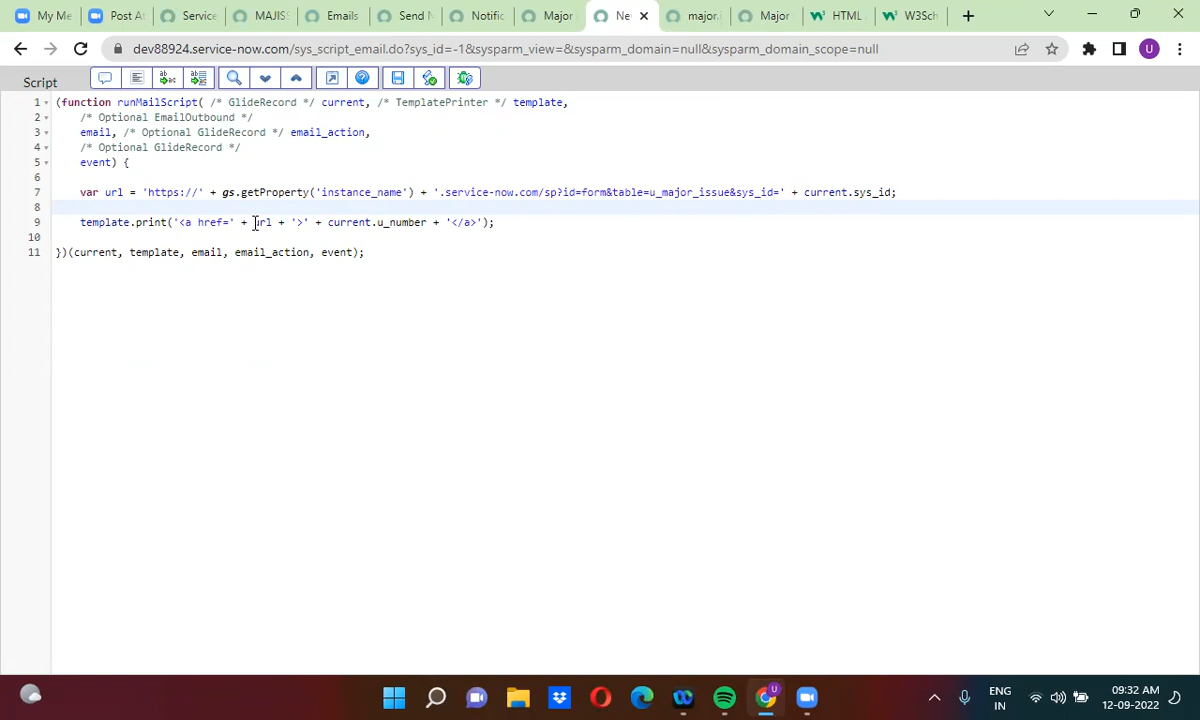 My Me
Post At
Service
MAJIS
Emails
Send N
Notific
Major
Ne
major.i
Major
HTML
W3Sch
dev88924.service-now.com/sys_script_email.do?sys_id=-1&sysparm_view=&sysparm_domain=null&sysparm_domain_scope=null
U
Script
1 (function runMailScript( /* GlideRecord */ current, /* TemplatePrinter */ template,
2 /* Optional EmailOutbound */
3 email, /* Optional GlideRecord */ email_action,
4 /* Optional GlideRecord */
5 event) {
6
7 var url = 'https://' + gs.getProperty('instance_name') + '.service-now.com/sp?id=form&table=u_major_issue&sys_id=' + current.sys_id;
8
9 template.print('<a href=' + url + '>' + current.u_number + '</a>');
10
11 })(current, template, email, email_action, event);
ENG
IN
09:32 AM
12-09-2022